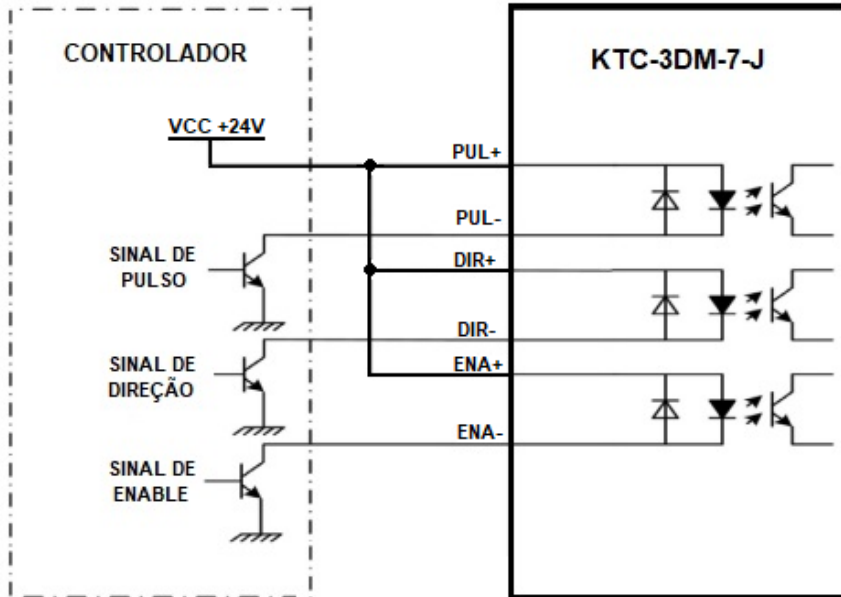 CONTROLADOR
KTC-3DM-7-J
VCC +24V
PUL+
PUL-
SINAL DE
PULSO
DIR+
DIR-
SINAL DE
DIREÇÃO
ENA+
ENA-
SINAL DE
ENABLE